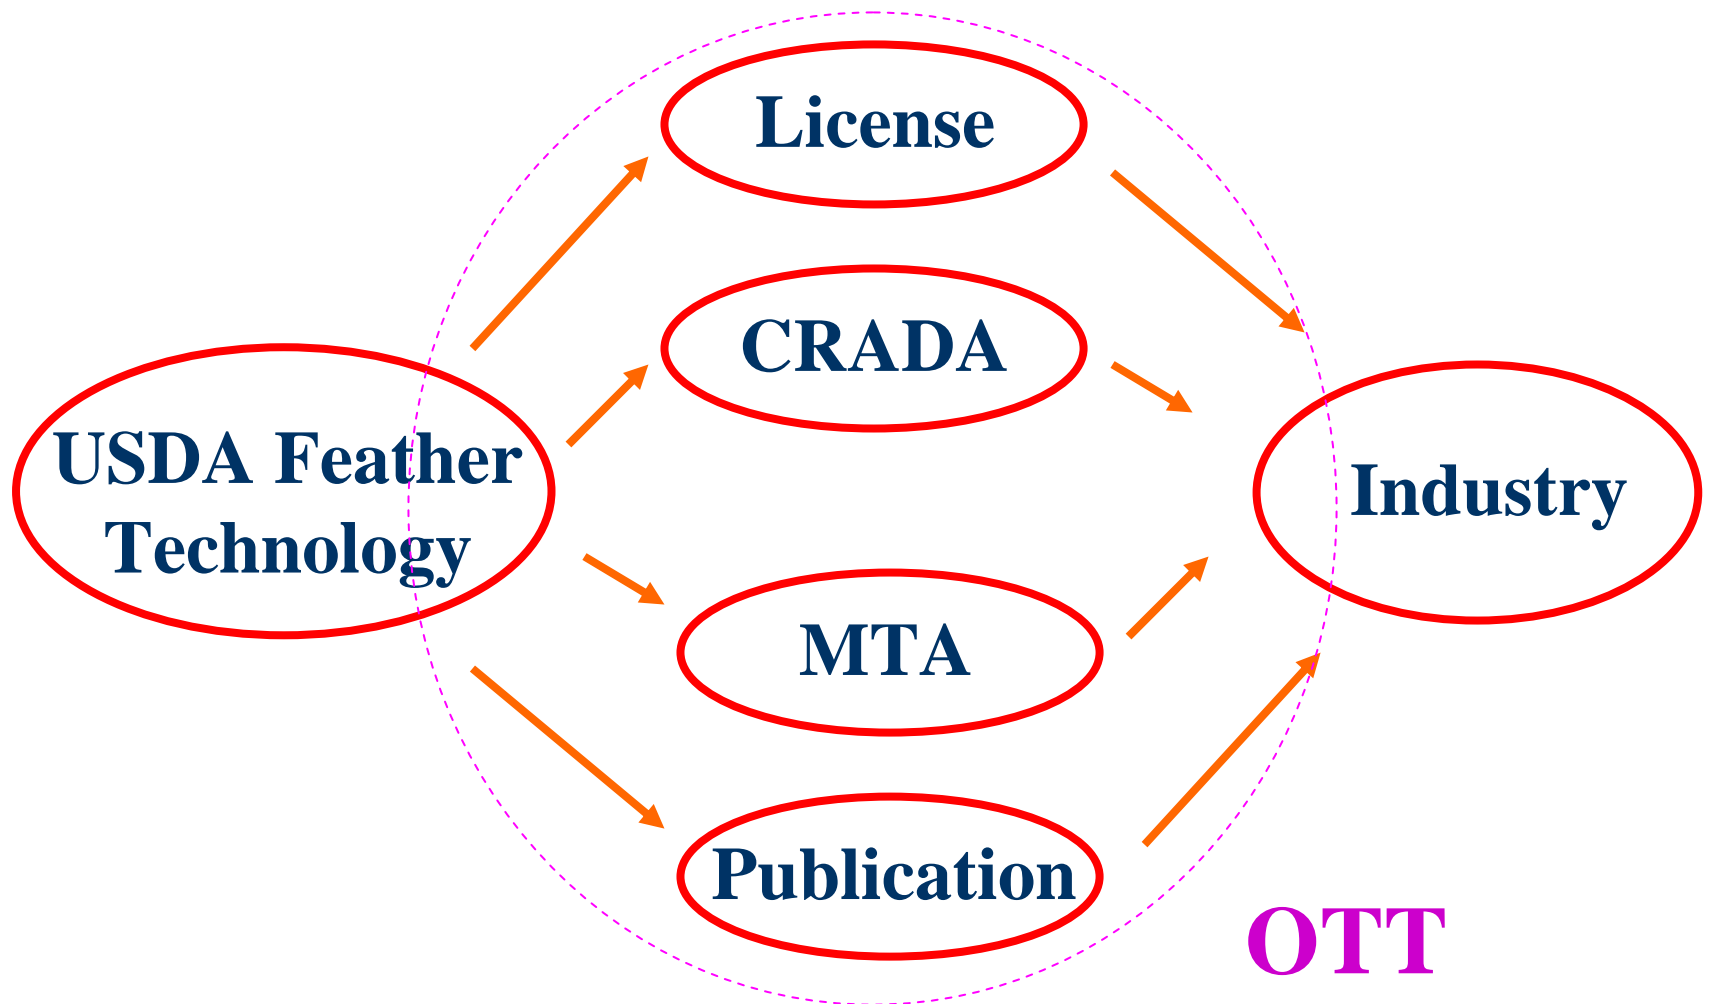 License
CRADA
USDA Feather
Technology
Industry
MTA
Publication
OTT